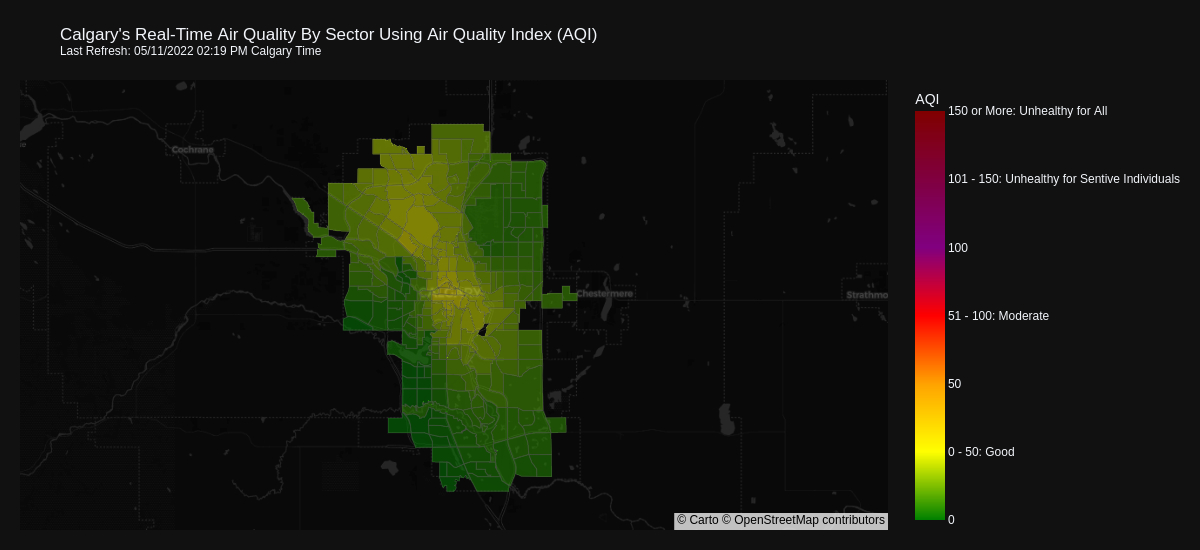 Calgary's Real-Time Air Quality By Sector Using Air Quality Index (AQI)
Last Refresh: 05/11/2022 02:19 PM Calgary Time
AQI
150 or More: Unhealthy for All
Cochrane
101 - 150: Unhealthy for Sentive Individuals
100
Chestermere
Strathmo
51 - 100: Moderate
50
0 - 50: Good
© Carto © OpenStreetMap contributors
0